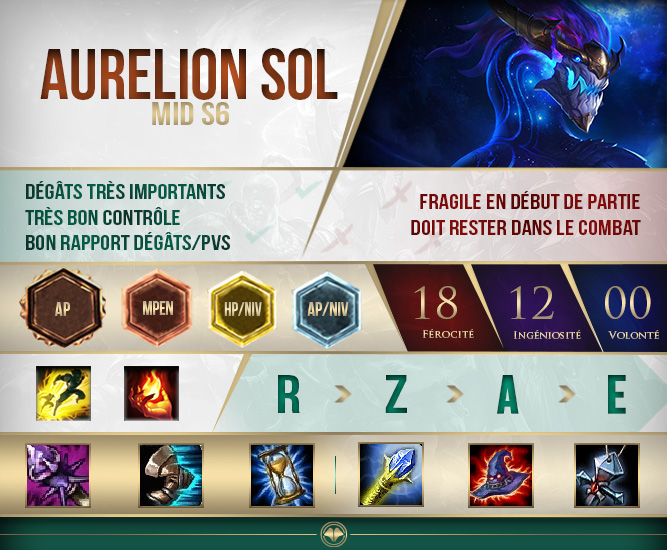 AURELION SOL
MID S6
DÉGÂTS TRÈS IMPORTANTS
TRÈS BON CONTRÔLE
BON RAPPORT DÉGÂTS/PVS
FRAGILE EN DÉBUT DE PARTIE
DOIT RESTER DANS LE COMBAT
AP
MPEN
HP/NIV
AP/NIV
18
FÉROCITÉ
12
INGÉNIOSITÉ
00
VOLONTÉ
R > Z > A > E